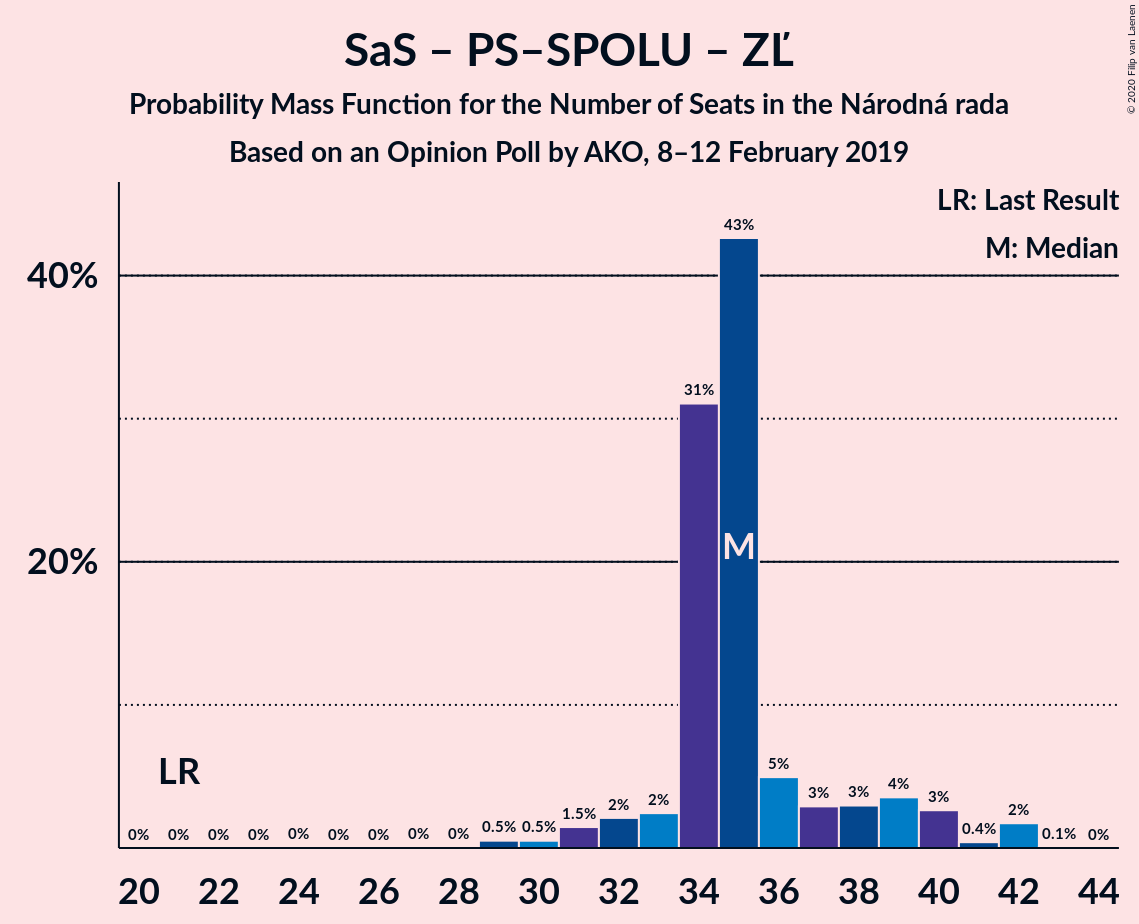 SaS – PS–SPOLU – ZĽ
Probability Mass Function for the Number of Seats in the Národná rada
Based on an Opinion Poll by AKO, 8–12 February 2019
© 2020 Filip van Laenen
LR: Last Result
M: Median
40%
20%
43%
31%
M
LR
0% 0% 0% 0% 0% 0% 0% 0% 0% 0.5% 0.5% 1.5% 2% 2% 5% 3% 3% 4% 3% 0.4% 2% 0.1% 0%
20 22 24 26 28 30 32 34 36 38 40 42 44